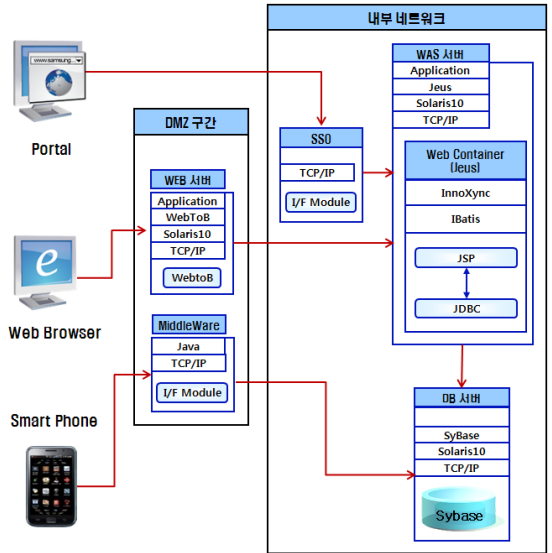 www.samsung...
Portal
Web Browser
Smart Phone
DMZ 구간
WEB 서버
Application
WebToB
Solaris10
TCP/IP
WebtoB
MiddleWare
Java
TCP/IP
I/F Module
내부 네트워크
SSO
TCP/IP
I/F Module
WAS 서버
Application
Jeus
Solaris10
TCP/IP
Web Container
(Jeus)
InnoXync
IBatis
JSP
JDBC
DB 서버
SyBase
Solaris10
TCP/IP
Sybase